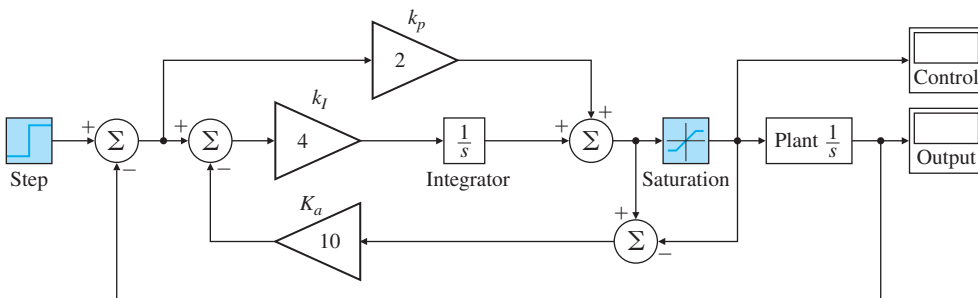 k_p
2
Control
k_I
+
+
+
+
Σ
Σ
4
1/s
Σ
Plant 1/s
Step
−
−
Integrator
Saturation
Output
K_a
+
10
Σ
−